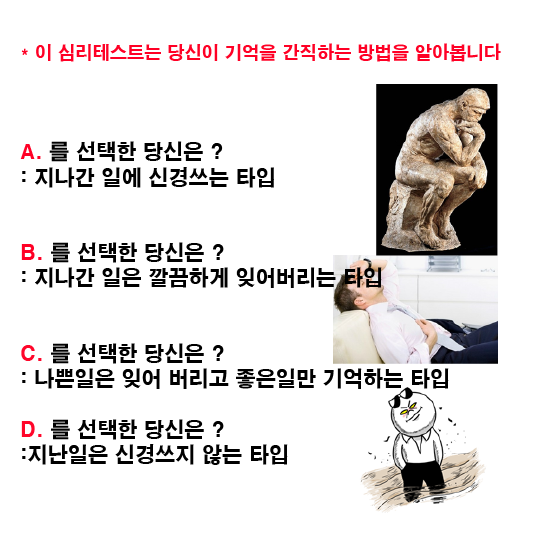 * 이 심리테스트는 당신이 기억을 간직하는 방법을 알아봅니다
A. 를 선택한 당신은 ?
: 지나간 일에 신경쓰는 타입
B. 를 선택한 당신은 ?
: 지나간 일은 깔끔하게 잊어버리는 타입
C. 를 선택한 당신은 ?
: 나쁜일은 잊어 버리고 좋은일만 기억하는 타입
D. 를 선택한 당신은 ?
:지난일은 신경쓰지 않는 타입